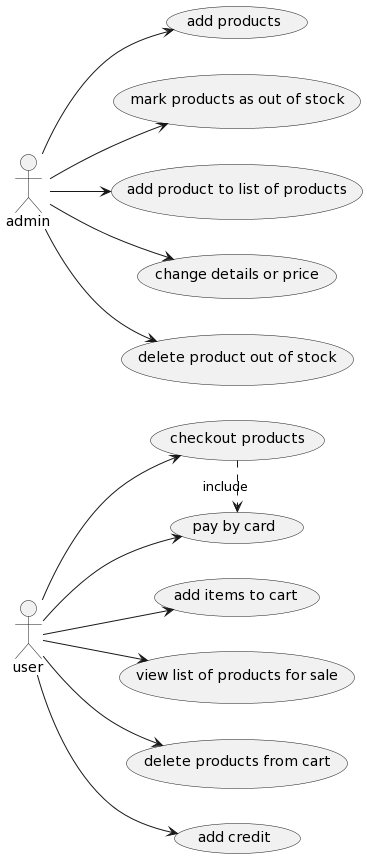 add products
mark products as out of stock
add product to list of products
admin
change details or price
delete product out of stock
checkout products
include
pay by card
add items to cart
user
view list of products for sale
delete products from cart
add credit